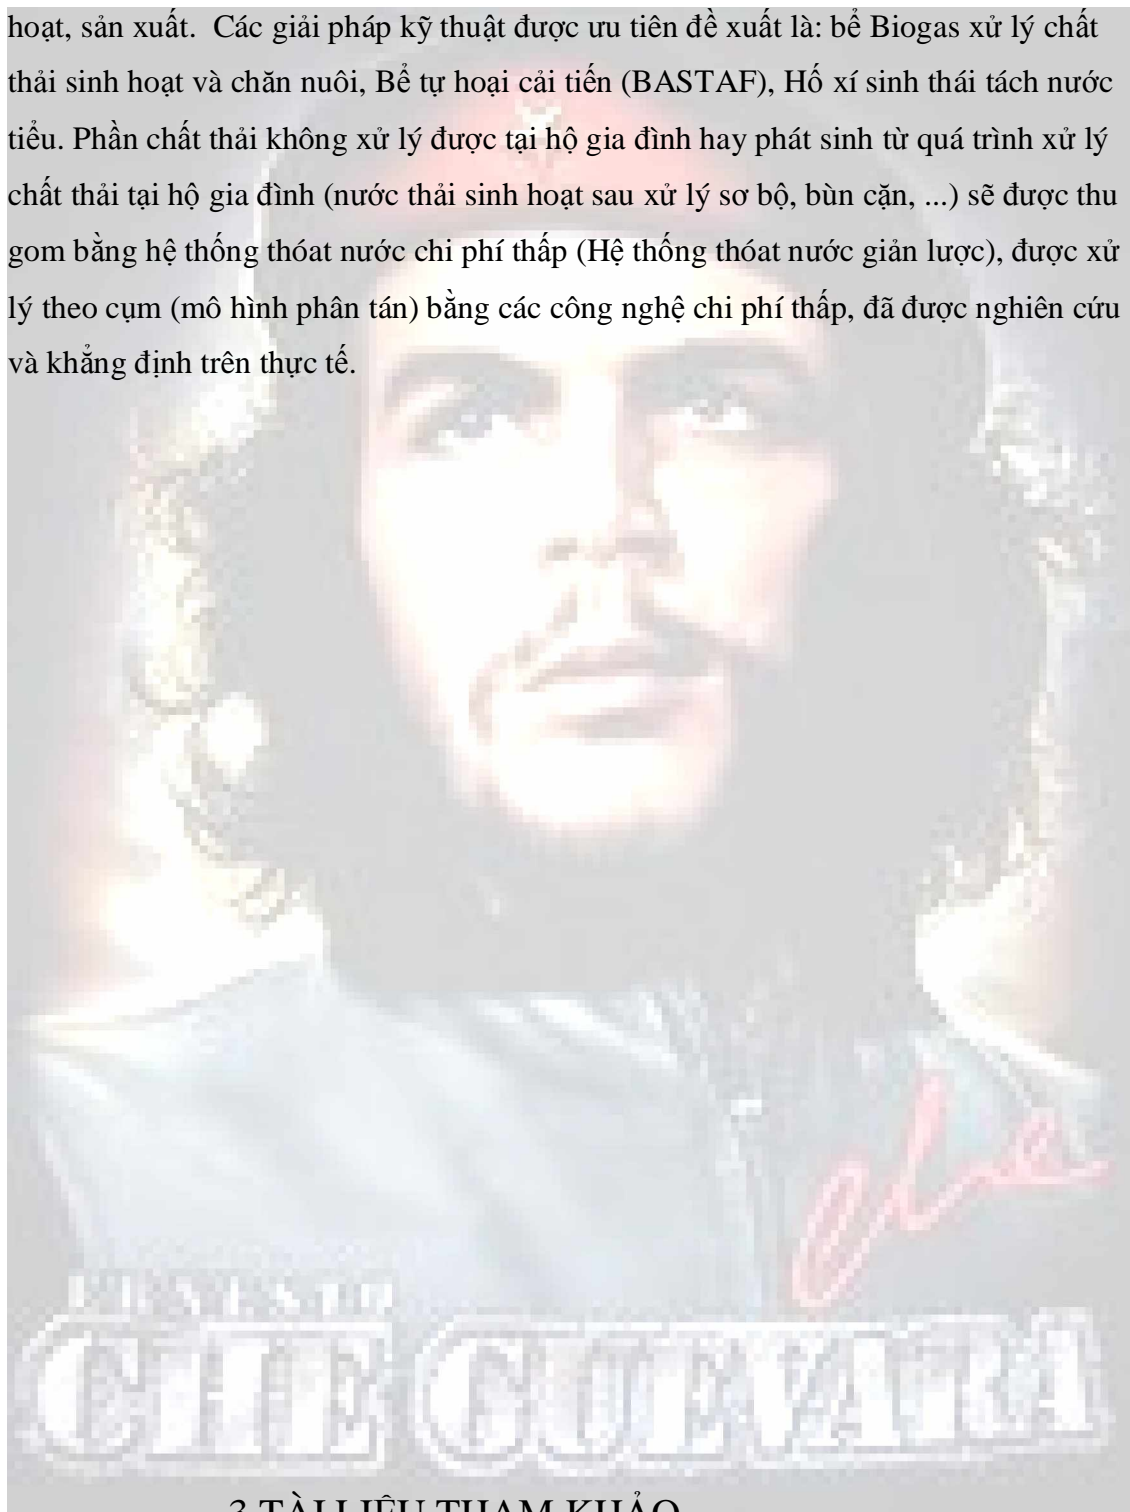 hoạt, sản xuất.  Các giải pháp kỹ thuật được ưu tiên đề xuất là: bể Biogas xử lý chất
thải sinh hoạt và chăn nuôi, Bể tự hoại cải tiến (BASTAF), Hố xí sinh thái tách nước
tiểu. Phần chất thải không xử lý được tại hộ gia đình hay phát sinh từ quá trình xử lý
chất thải tại hộ gia đình (nước thải sinh hoạt sau xử lý sơ bộ, bùn cặn, ...) sẽ được thu
gom bằng hệ thống thóat nước chi phí thấp (Hệ thống thóat nước giản lược), được xử
lý theo cụm (mô hình phân tán) bằng các công nghệ chi phí thấp, đã được nghiên cứu
và khẳng định trên thực tế.
Che
ERNESTO
CHE GUEVARA
3.TÀI LIỆU THAM KHẢO